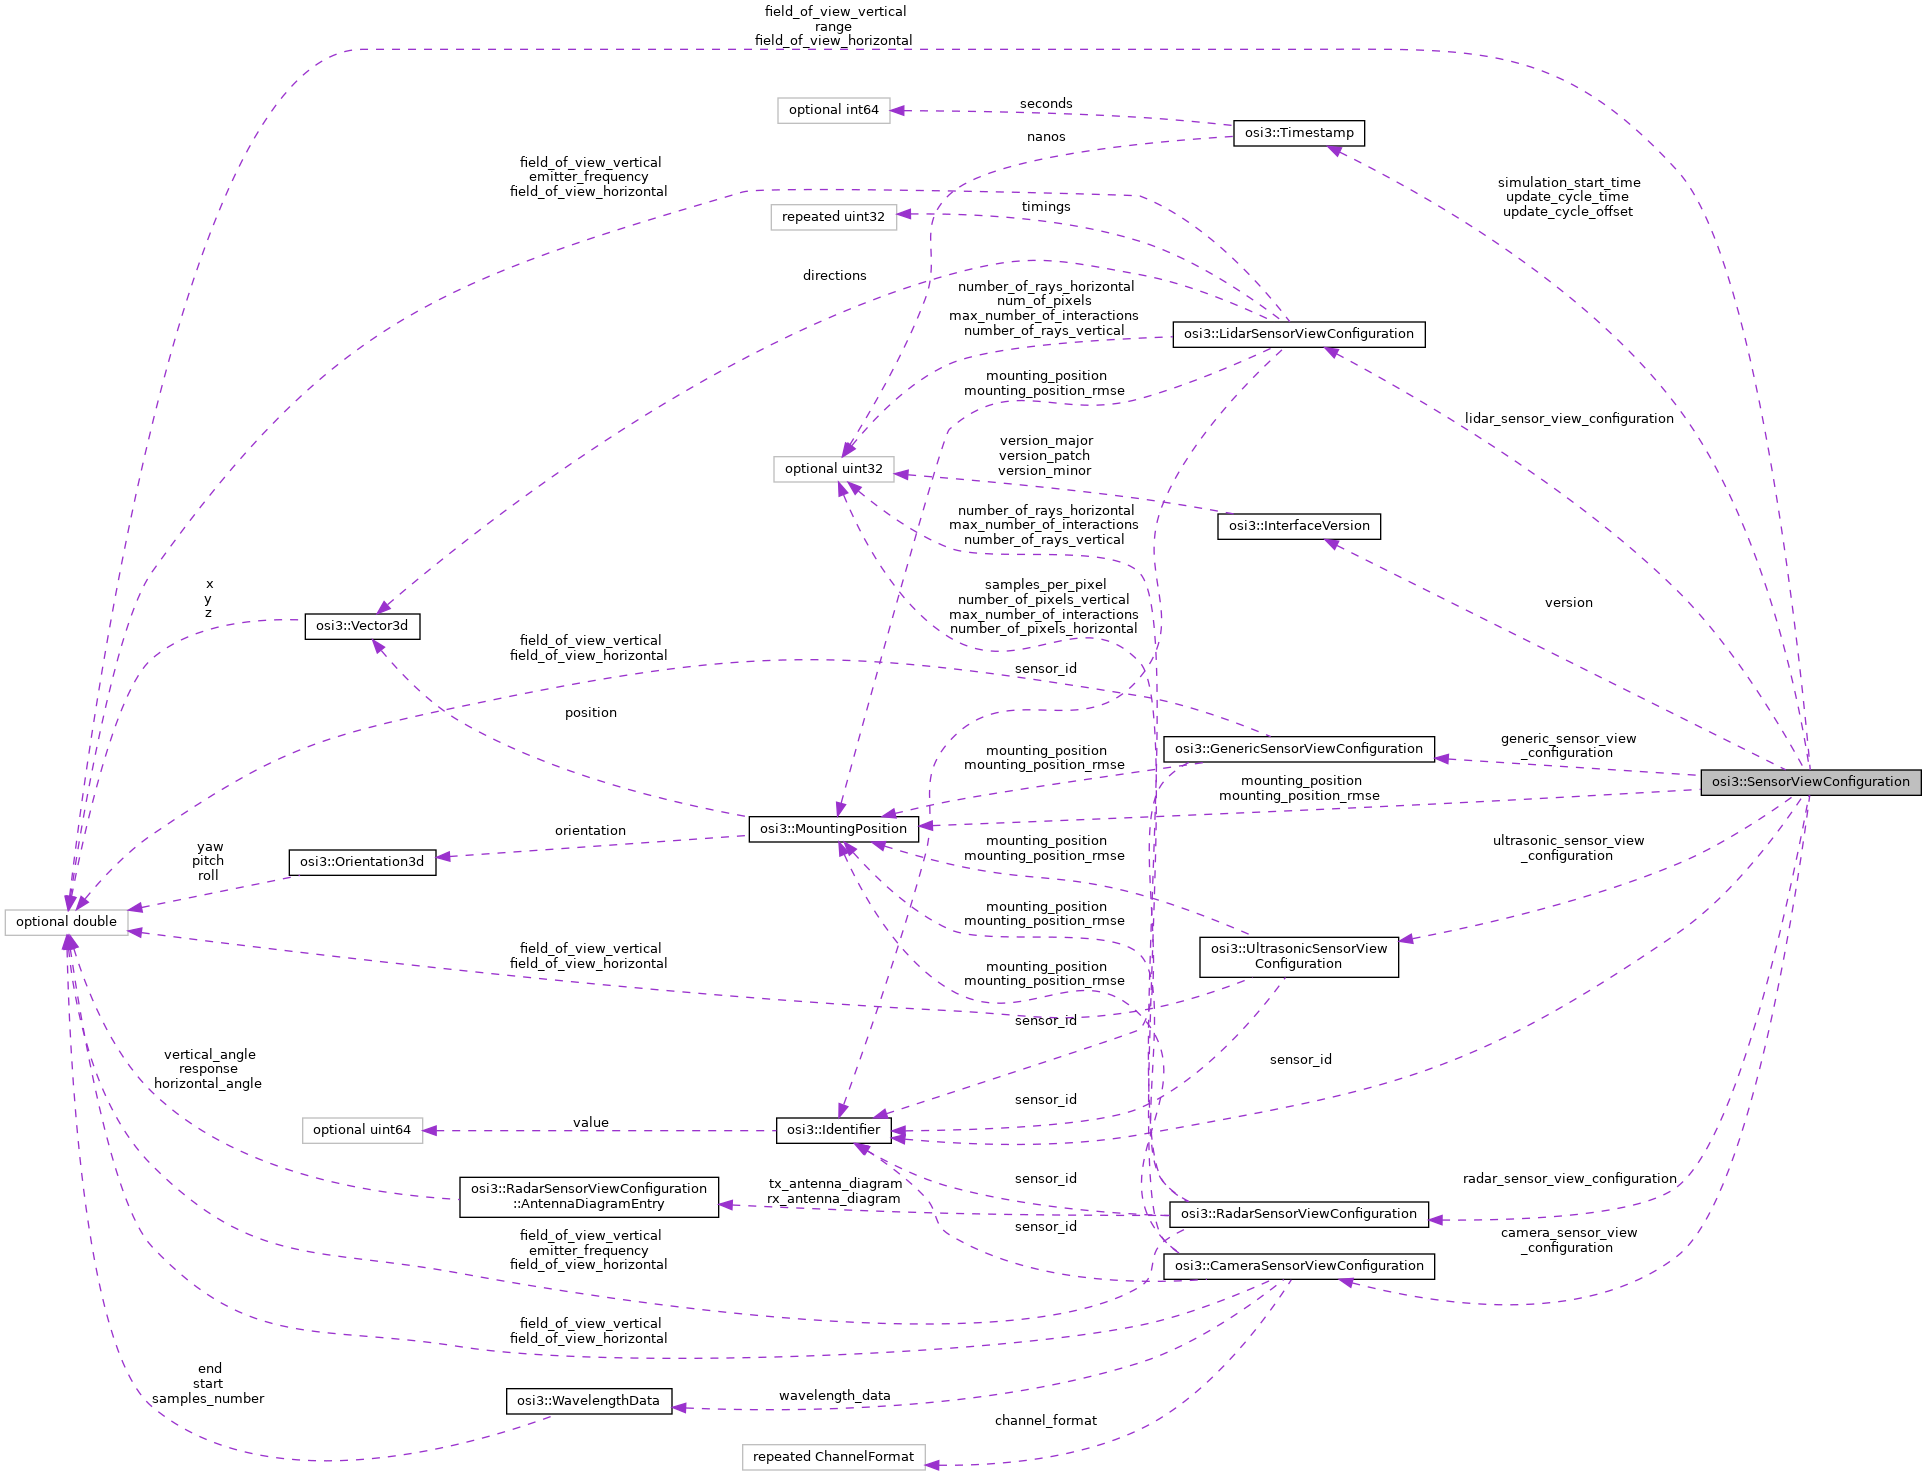 field_of_view_vertical
range
field_of_view_horizontal
optional int64
seconds
osi3::Timestamp
nanos
field_of_view_vertical
emitter_frequency
field_of_view_horizontal
simulation_start_time
update_cycle_time
update_cycle_offset
repeated uint32
timings
directions
number_of_rays_horizontal
num_of_pixels
max_number_of_interactions
number_of_rays_vertical
osi3::LidarSensorViewConfiguration
mounting_position
mounting_position_rmse
lidar_sensor_view_configuration
version_major
version_patch
version_minor
optional uint32
number_of_rays_horizontal
max_number_of_interactions
number_of_rays_vertical
osi3::InterfaceVersion
x
y
z
osi3::Vector3d
samples_per_pixel
number_of_pixels_vertical
max_number_of_interactions
number_of_pixels_horizontal
version
field_of_view_vertical
field_of_view_horizontal
sensor_id
position
mounting_position
mounting_position_rmse
osi3::GenericSensorViewConfiguration
generic_sensor_view
_configuration
mounting_position
mounting_position_rmse
osi3::SensorViewConfiguration
osi3::MountingPosition
orientation
yaw
pitch
roll
osi3::Orientation3d
mounting_position
mounting_position_rmse
ultrasonic_sensor_view
_configuration
optional double
mounting_position
mounting_position_rmse
field_of_view_vertical
field_of_view_horizontal
osi3::UltrasonicSensorView
Configuration
mounting_position
mounting_position_rmse
sensor_id
vertical_angle
response
horizontal_angle
sensor_id
sensor_id
optional uint64
value
osi3::Identifier
osi3::RadarSensorViewConfiguration
::AntennaDiagramEntry
tx_antenna_diagram
rx_antenna_diagram
sensor_id
radar_sensor_view_configuration
osi3::RadarSensorViewConfiguration
sensor_id
field_of_view_vertical
emitter_frequency
field_of_view_horizontal
camera_sensor_view
_configuration
osi3::CameraSensorViewConfiguration
field_of_view_vertical
field_of_view_horizontal
end
start
samples_number
osi3::WavelengthData
wavelength_data
channel_format
repeated ChannelFormat